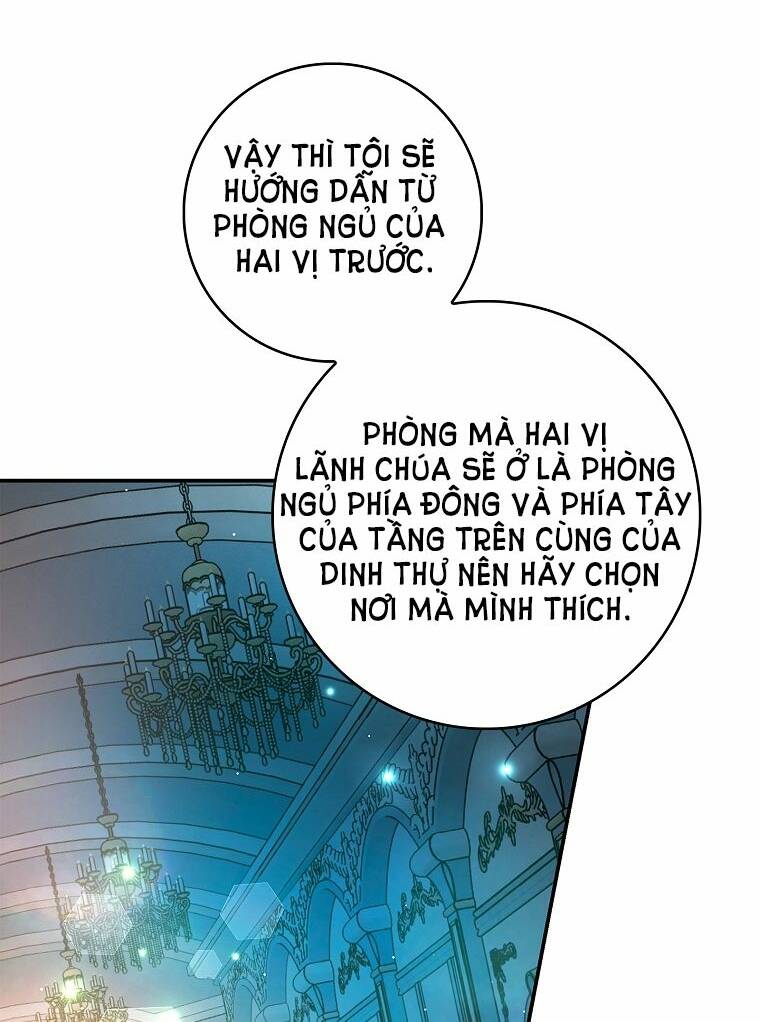 VẬY THÌ TÔI SẼ
HƯỚNG DẪN TỪ
PHÒNG NGỦ CỦA
HAI VỊ TRƯỚC.
PHÒNG MÀ HAI VỊ
LÃNH CHÚA SẼ Ở LÀ PHÒNG
NGỦ PHÍA ĐÔNG VÀ PHÍA TÂY
CỦA TẦNG TRÊN CÙNG CỦA
DINH THỰ NÊN HÃY CHỌN
NƠI MÀ MÌNH THÍCH.